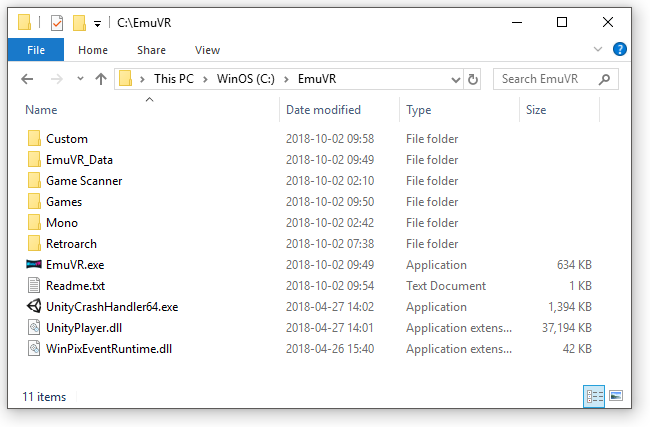 C:\EmuVR
File Home Share View
This PC WinOS (C:) EmuVR Search EmuVR
Name Date modified Type Size
Custom 2018-10-02 09:58 File folder
EmuVR_Data 2018-10-02 09:49 File folder
Game Scanner 2018-10-02 02:10 File folder
Games 2018-10-02 09:50 File folder
Mono 2018-10-02 02:42 File folder
Retroarch 2018-10-02 07:38 File folder
EmuVR.exe 2018-10-02 09:49 Application 634 KB
Readme.txt 2018-10-02 09:54 Text Document 1 KB
UnityCrashHandler64.exe 2018-04-27 14:02 Application 1,394 KB
UnityPlayer.dll 2018-04-27 14:01 Application extens... 37,194 KB
WinPixEventRuntime.dll 2018-04-26 15:40 Application extens... 42 KB
11 items